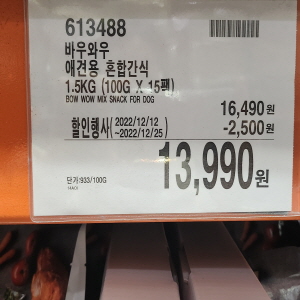 613488
바우와우
애견용 혼합간식
1.5KG (100G X 15팩)
BOW WOW MIX SNACK FOR DOG
16,490원
할인행사(2022/12/12
~2022/12/25)
-2,500원
13,990원
단가:933/100G